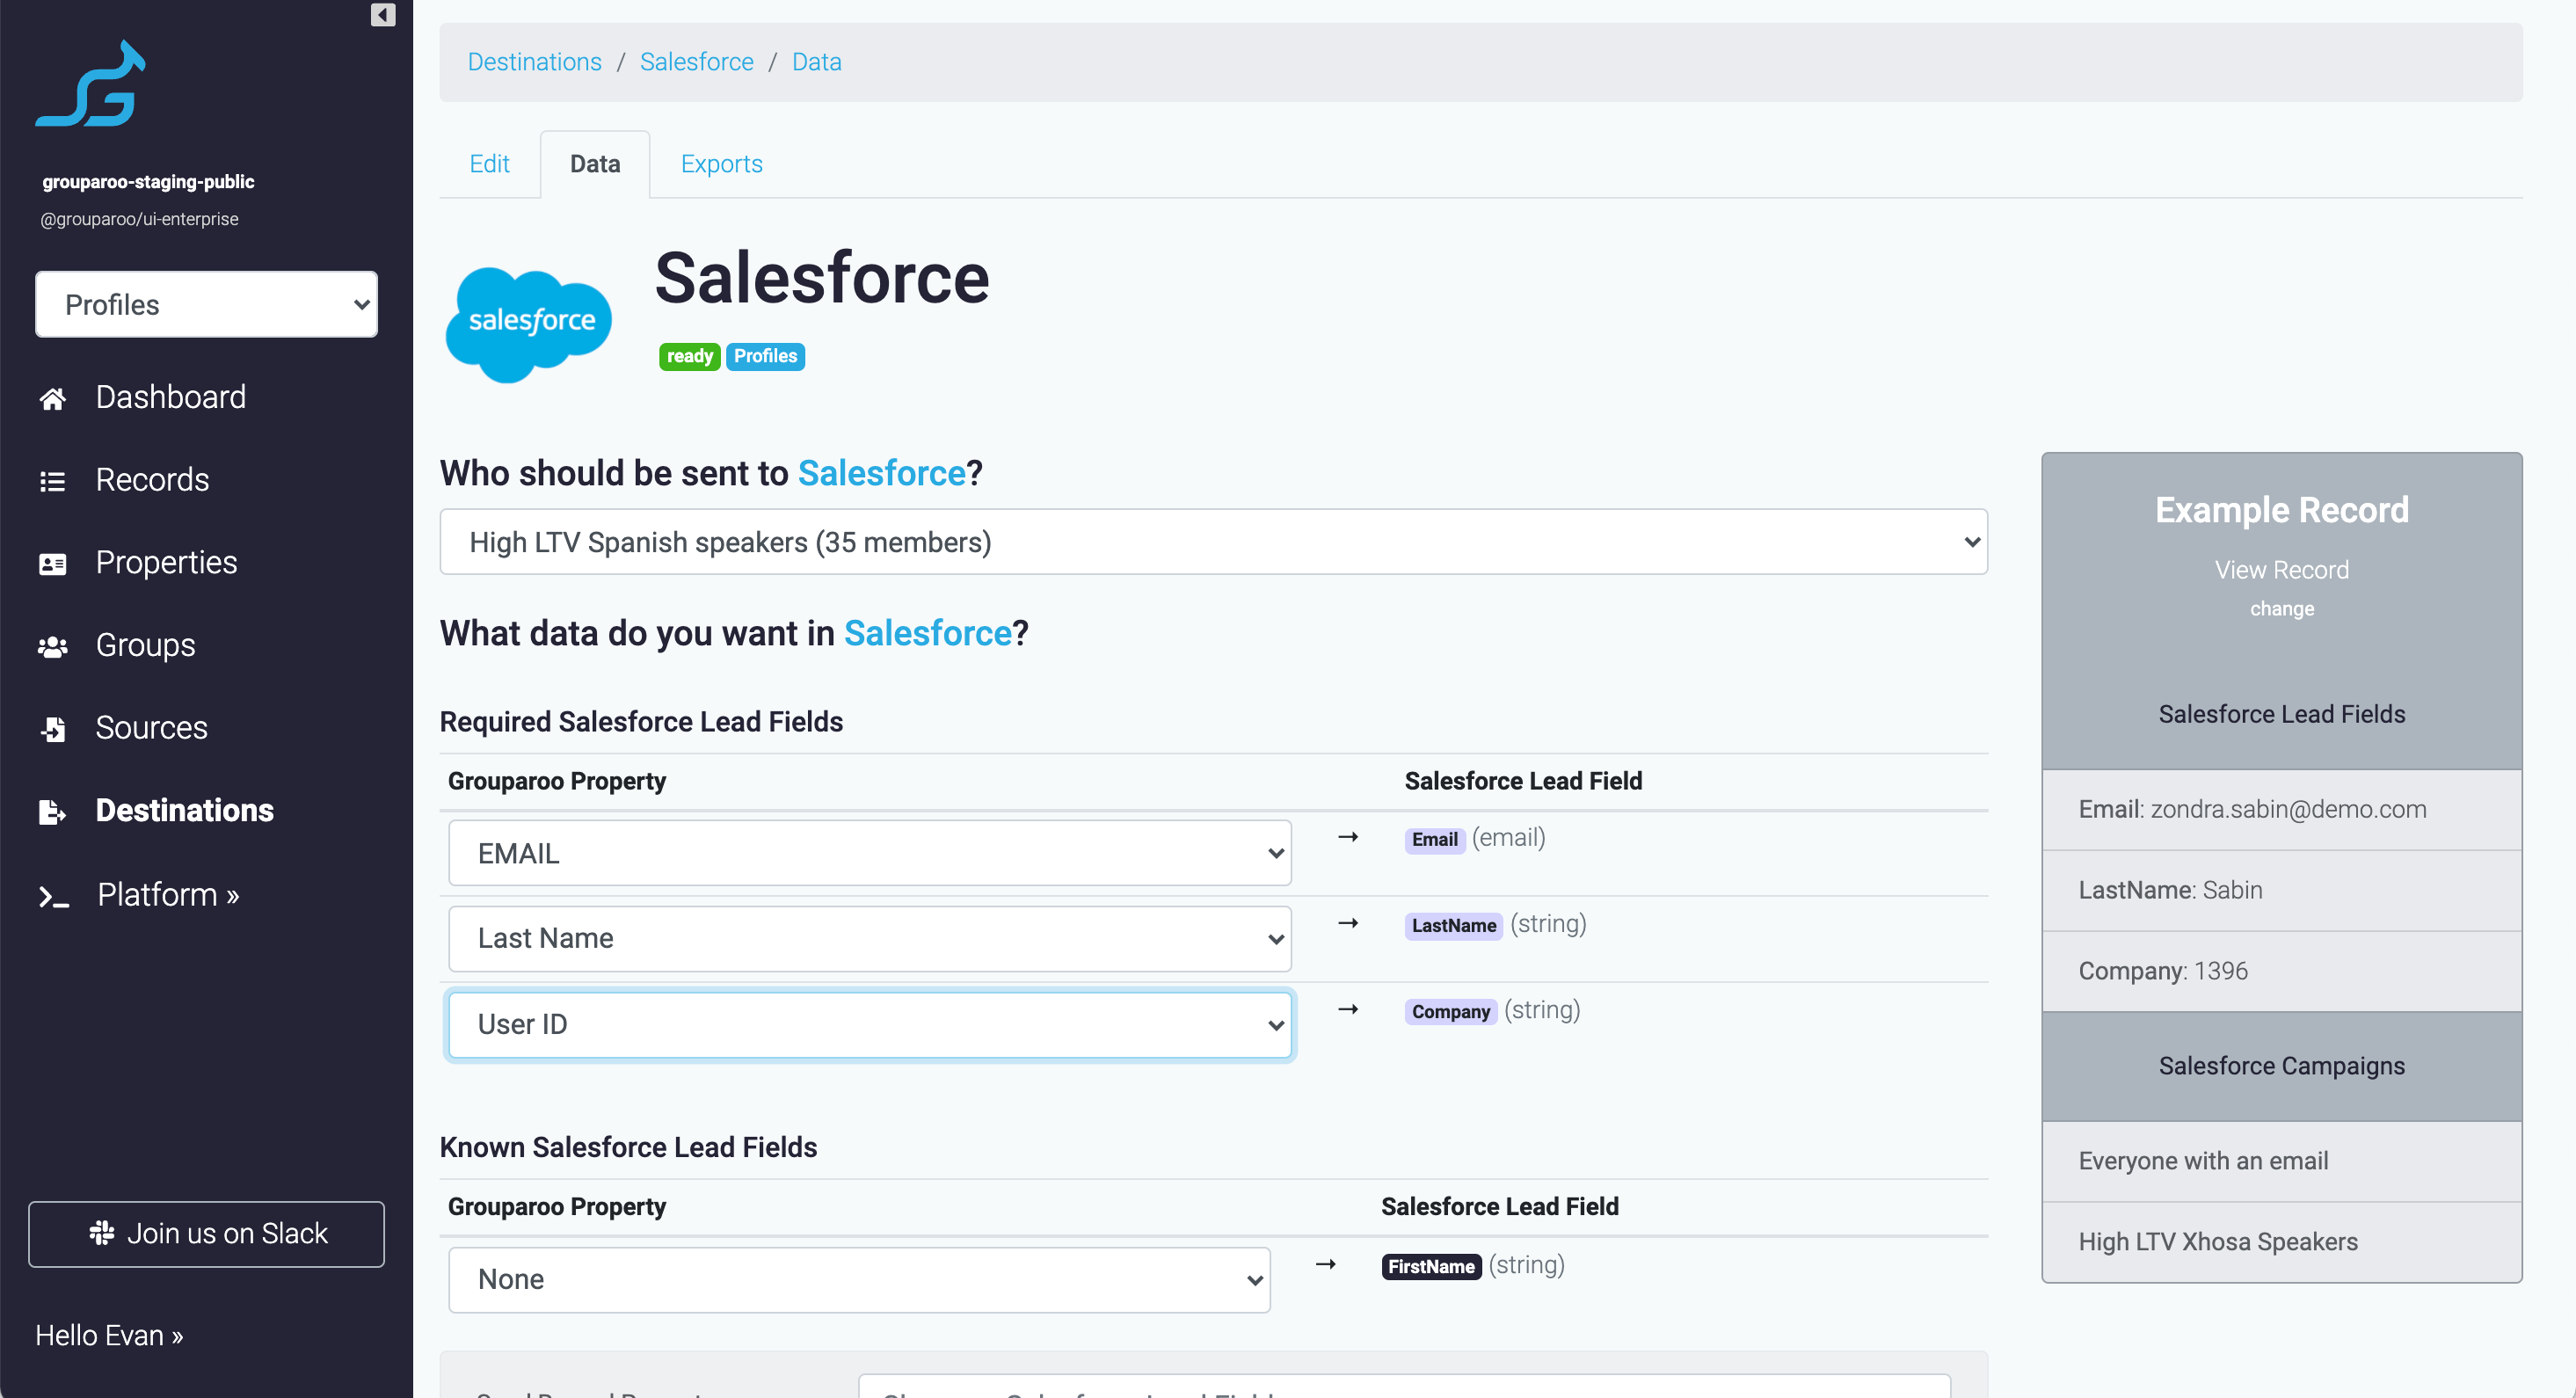 grouparoo-staging-public
@grouparoo/ui-enterprise
Profiles
Dashboard
Records
Properties
Groups
Sources
Destinations
Platform »
Join us on Slack
Hello Evan »
Destinations / Salesforce / Data
Edit Data Exports
salesforce
Salesforce
ready Profiles
Who should be sent to Salesforce?
High LTV Spanish speakers (35 members)
What data do you want in Salesforce?
Required Salesforce Lead Fields
Grouparoo Property Salesforce Lead Field
EMAIL → Email (email)
Last Name → LastName (string)
User ID → Company (string)
Known Salesforce Lead Fields
Grouparoo Property Salesforce Lead Field
None → FirstName (string)
Example Record
View Record
change
Salesforce Lead Fields
Email: zondra.sabin@demo.com
LastName: Sabin
Company: 1396
Salesforce Campaigns
Everyone with an email
High LTV Xhosa Speakers